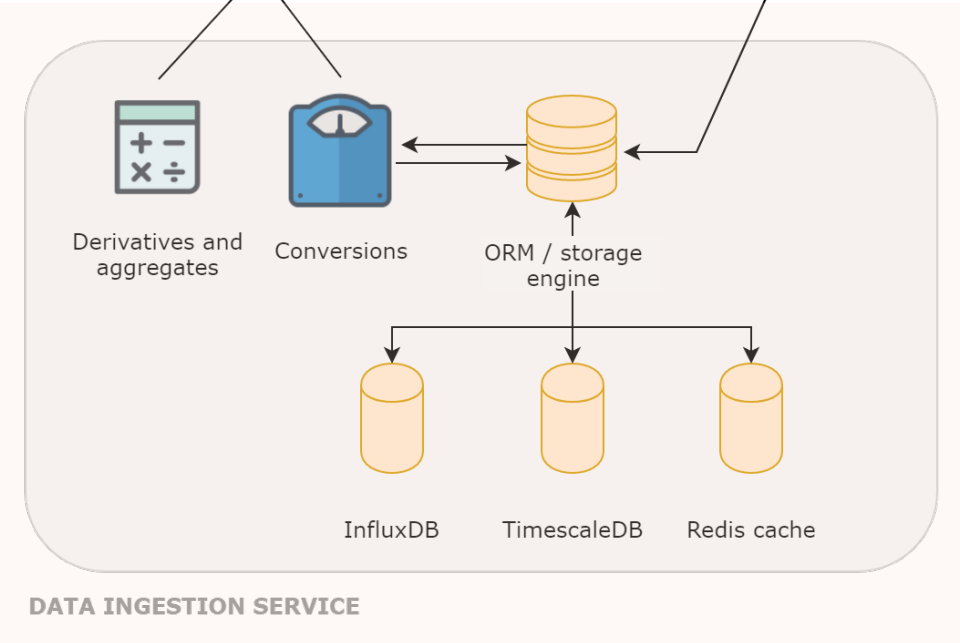 Derivatives and
aggregates
Conversions
ORM / storage
engine
InfluxDB
TimescaleDB
Redis cache
DATA INGESTION SERVICE